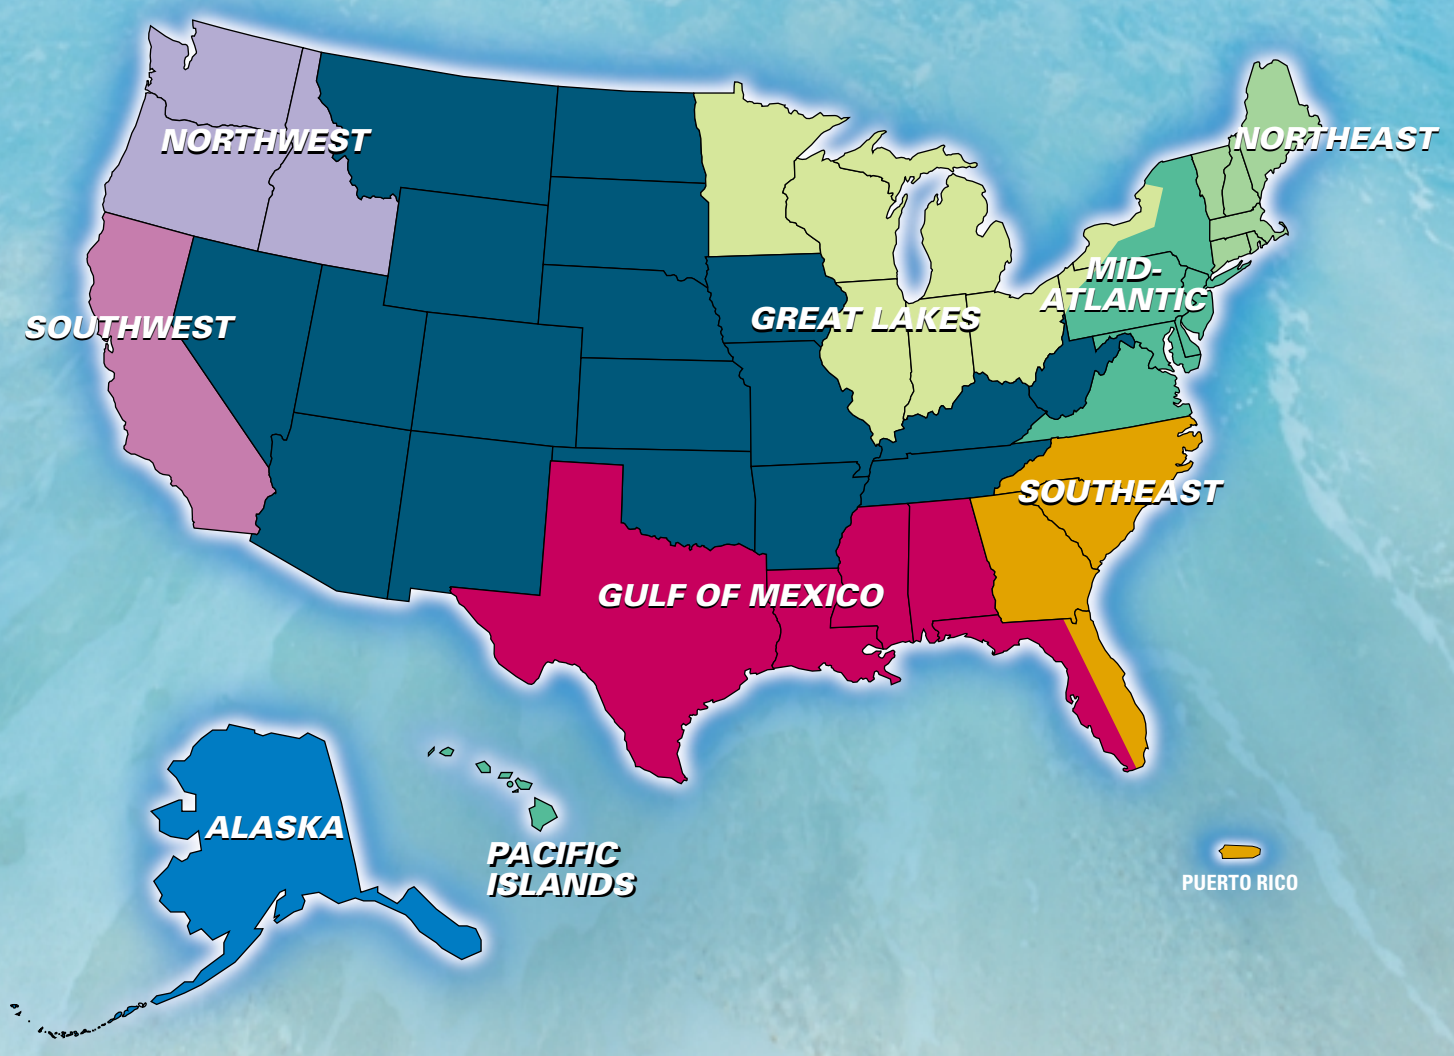 NORTHWEST
NORTHEAST
MID-
ATLANTIC
GREAT LAKES
SOUTHWEST
SOUTHEAST
GULF OF MEXICO
ALASKA
PACIFIC
ISLANDS
PUERTO RICO